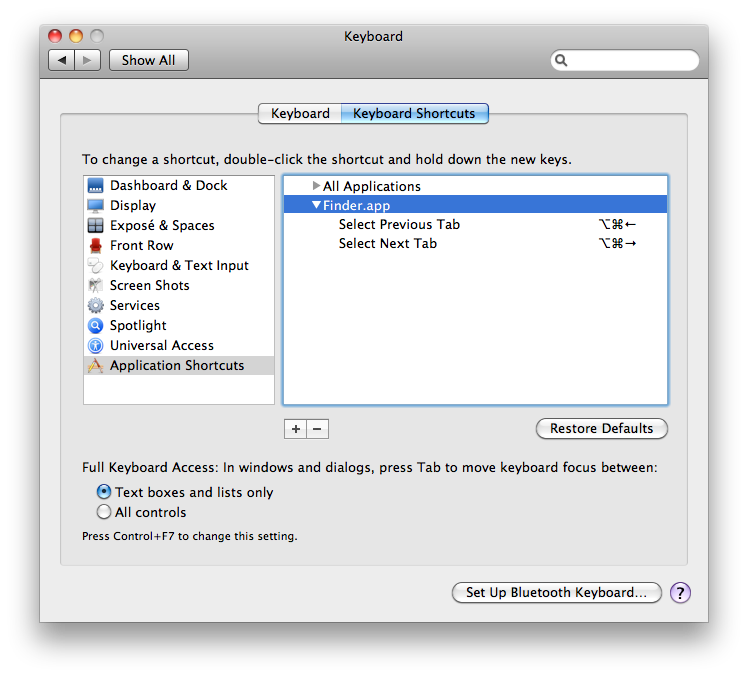 Keyboard
Show All
Keyboard Keyboard Shortcuts
To change a shortcut, double-click the shortcut and hold down the new keys.
Dashboard & Dock
Display
Exposé & Spaces
Front Row
Keyboard & Text Input
Screen Shots
Services
Spotlight
Universal Access
Application Shortcuts
All Applications
Finder.app
Select Previous Tab ⌥⌘←
Select Next Tab ⌥⌘→
+ −
Restore Defaults
Full Keyboard Access: In windows and dialogs, press Tab to move keyboard focus between:
Text boxes and lists only
All controls
Press Control+F7 to change this setting.
Set Up Bluetooth Keyboard... ?